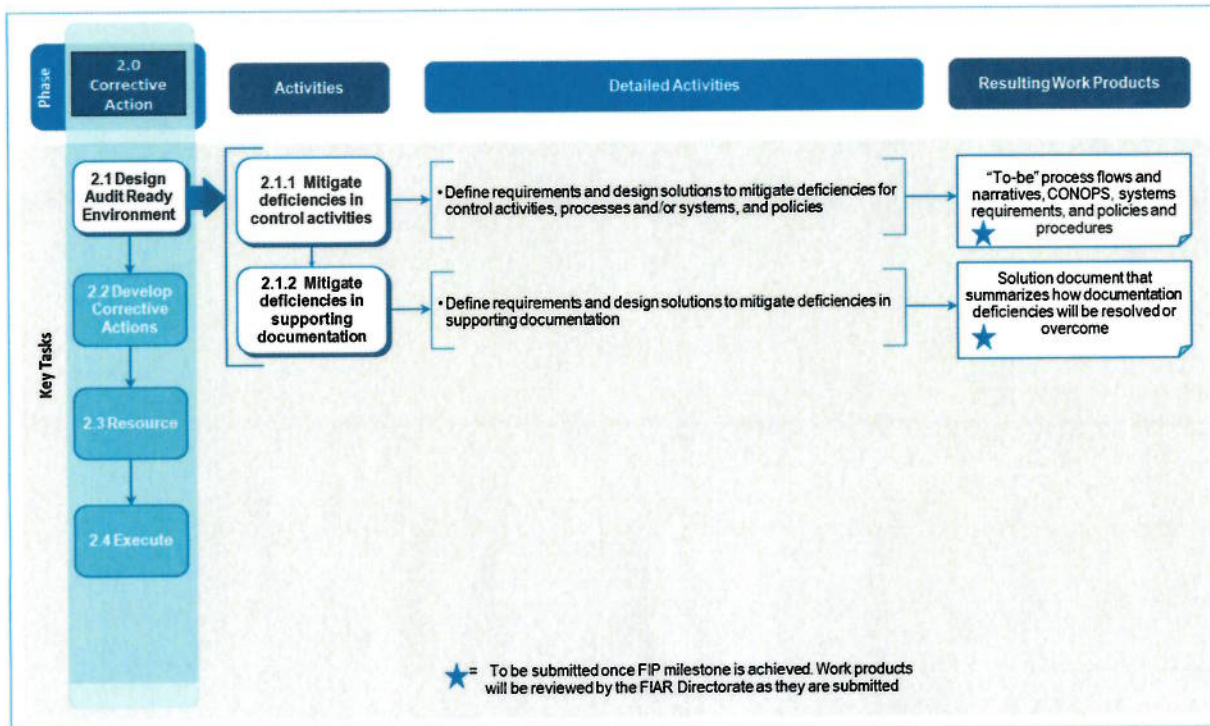 Phase
2.0
Corrective
Action
Activities
Detailed Activities
Resulting Work Products
Key Tasks
2.1 Design
Audit Ready
Environment
2.1.1 Mitigate
deficiencies in
control activities
• Define requirements and design solutions to mitigate deficiencies for
control activities, processes and/or systems, and policies
“To-be” process flows and
narratives, CONOPS, systems
requirements, and policies and
procedures
2.2 Develop
Corrective
Actions
2.1.2 Mitigate
deficiencies in
supporting
documentation
• Define requirements and design solutions to mitigate deficiencies in
supporting documentation
Solution document that
summarizes how documentation
deficiencies will be resolved or
overcome
2.3 Resource
2.4 Execute
= To be submitted once FIP milestone is achieved. Work products
will be reviewed by the FIAR Directorate as they are submitted